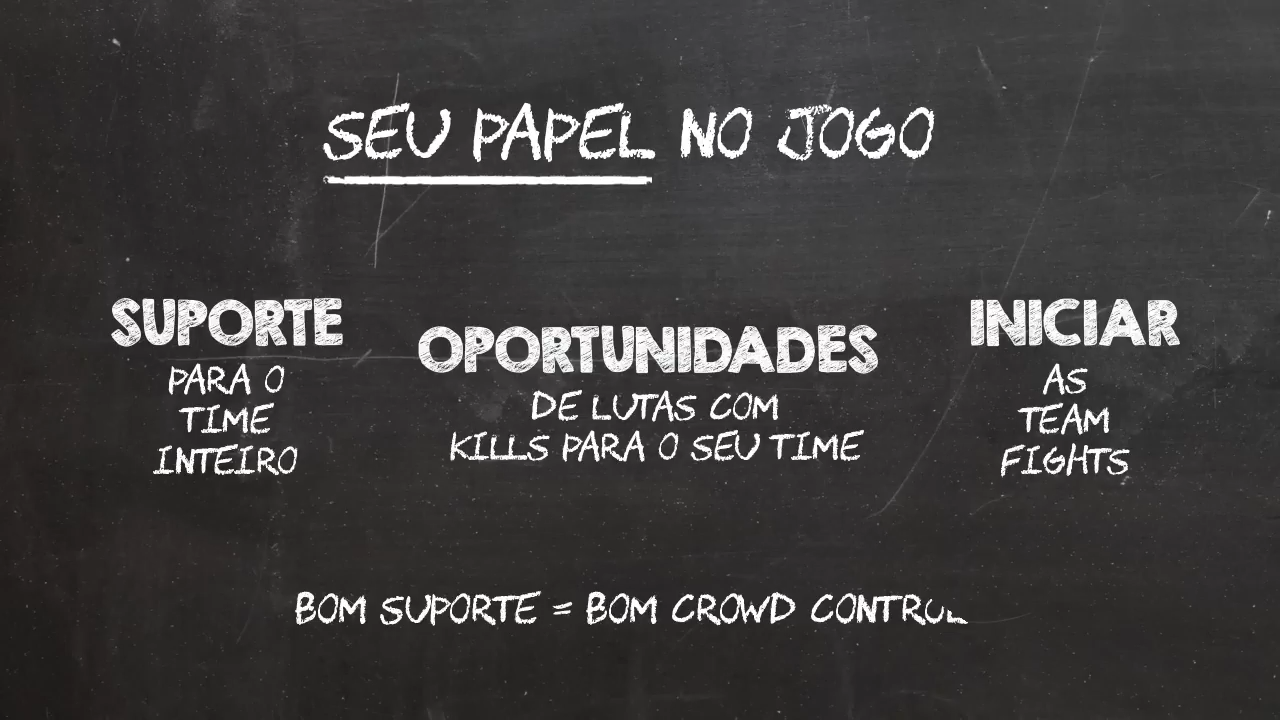 SEU PAPEL NO JOGO
SUPORTE
PARA O
TIME
INTEIRO
OPORTUNIDADES
DE LUTAS COM
KILLS PARA O SEU TIME
INICIAR
AS
TEAM
FIGHTS
BOM SUPORTE = BOM CROWD CONTROL